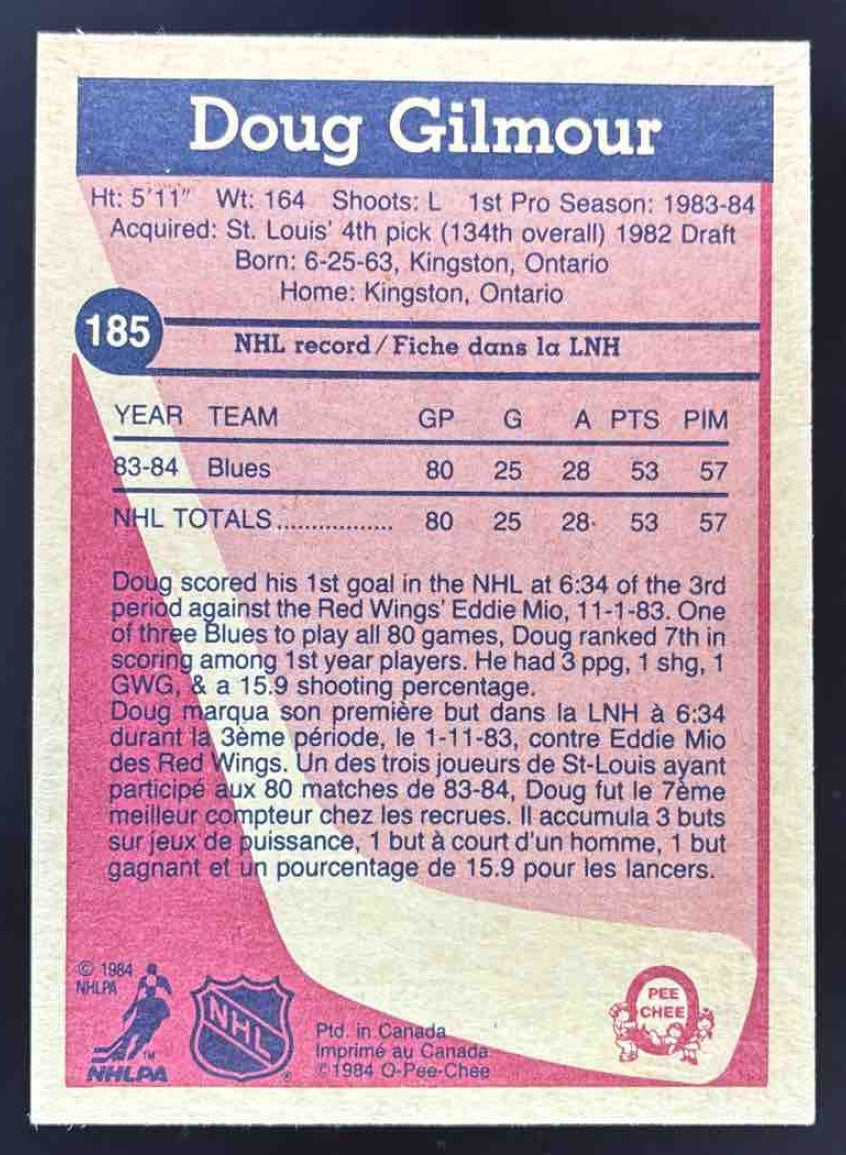 Doug Gilmour
Ht: 5'11" Wt: 164 Shoots: L 1st Pro Season: 1983-84
Acquired: St. Louis' 4th pick (134th overall) 1982 Draft
Born: 6-25-63, Kingston, Ontario
Home: Kingston, Ontario
185
NHL record/Fiche dans la LNH
YEAR TEAM GP G A PTS PIM
83-84 Blues 80 25 28 53 57
NHL TOTALS................. 80 25 28 53 57
Doug scored his 1st goal in the NHL at 6:34 of the 3rd
period against the Red Wings' Eddie Mio, 11-1-83. One
of three Blues to play all 80 games, Doug ranked 7th in
scoring among 1st year players. He had 3 ppg, 1 shg, 1
GWG, & a 15.9 shooting percentage.
Doug marqua son première but dans la LNH à 6:34
durant la 3ème période, le 1-11-83, contre Eddie Mio
des Red Wings. Un des trois joueurs de St-Louis ayant
participé aux 80 matches de 83-84, Doug fut le 7ème
meilleur compteur chez les recrues. Il accumula 3 buts
sur jeux de puissance, 1 but à court d'un homme, 1 but
gagnant et un pourcentage de 15.9 pour les lancers.
© 1984
NHLPA
TM
NHLPA
NHL
®
Ptd. in Canada
Imprimé au Canada
©1984 O-Pee-Chee
O
PEE
CHEE